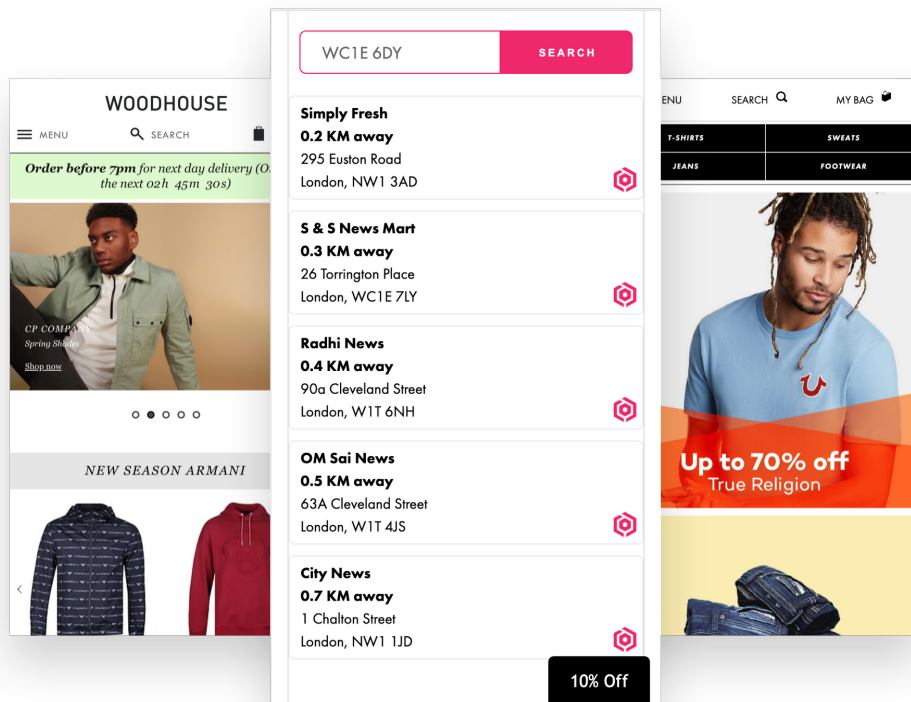 WOODHOUSE
MENU
SEARCH
Order before 7pm for next day delivery (O
the next 02h 45m 30s)
CP COMPANY
Spring Shades
Shop now
NEW SEASON ARMANI
WC1E 6DY
SEARCH
Simply Fresh
0.2 KM away
295 Euston Road
London, NW1 3AD
S & S News Mart
0.3 KM away
26 Torrington Place
London, WC1E 7LY
Radhi News
0.4 KM away
90a Cleveland Street
London, W1T 6NH
OM Sai News
0.5 KM away
63A Cleveland Street
London, W1T 4JS
City News
0.7 KM away
1 Chalton Street
London, NW1 1JD
10% Off
ENU
SEARCH
MY BAG
T-SHIRTS
SWEATS
JEANS
FOOTWEAR
Up to 70% off
True Religion